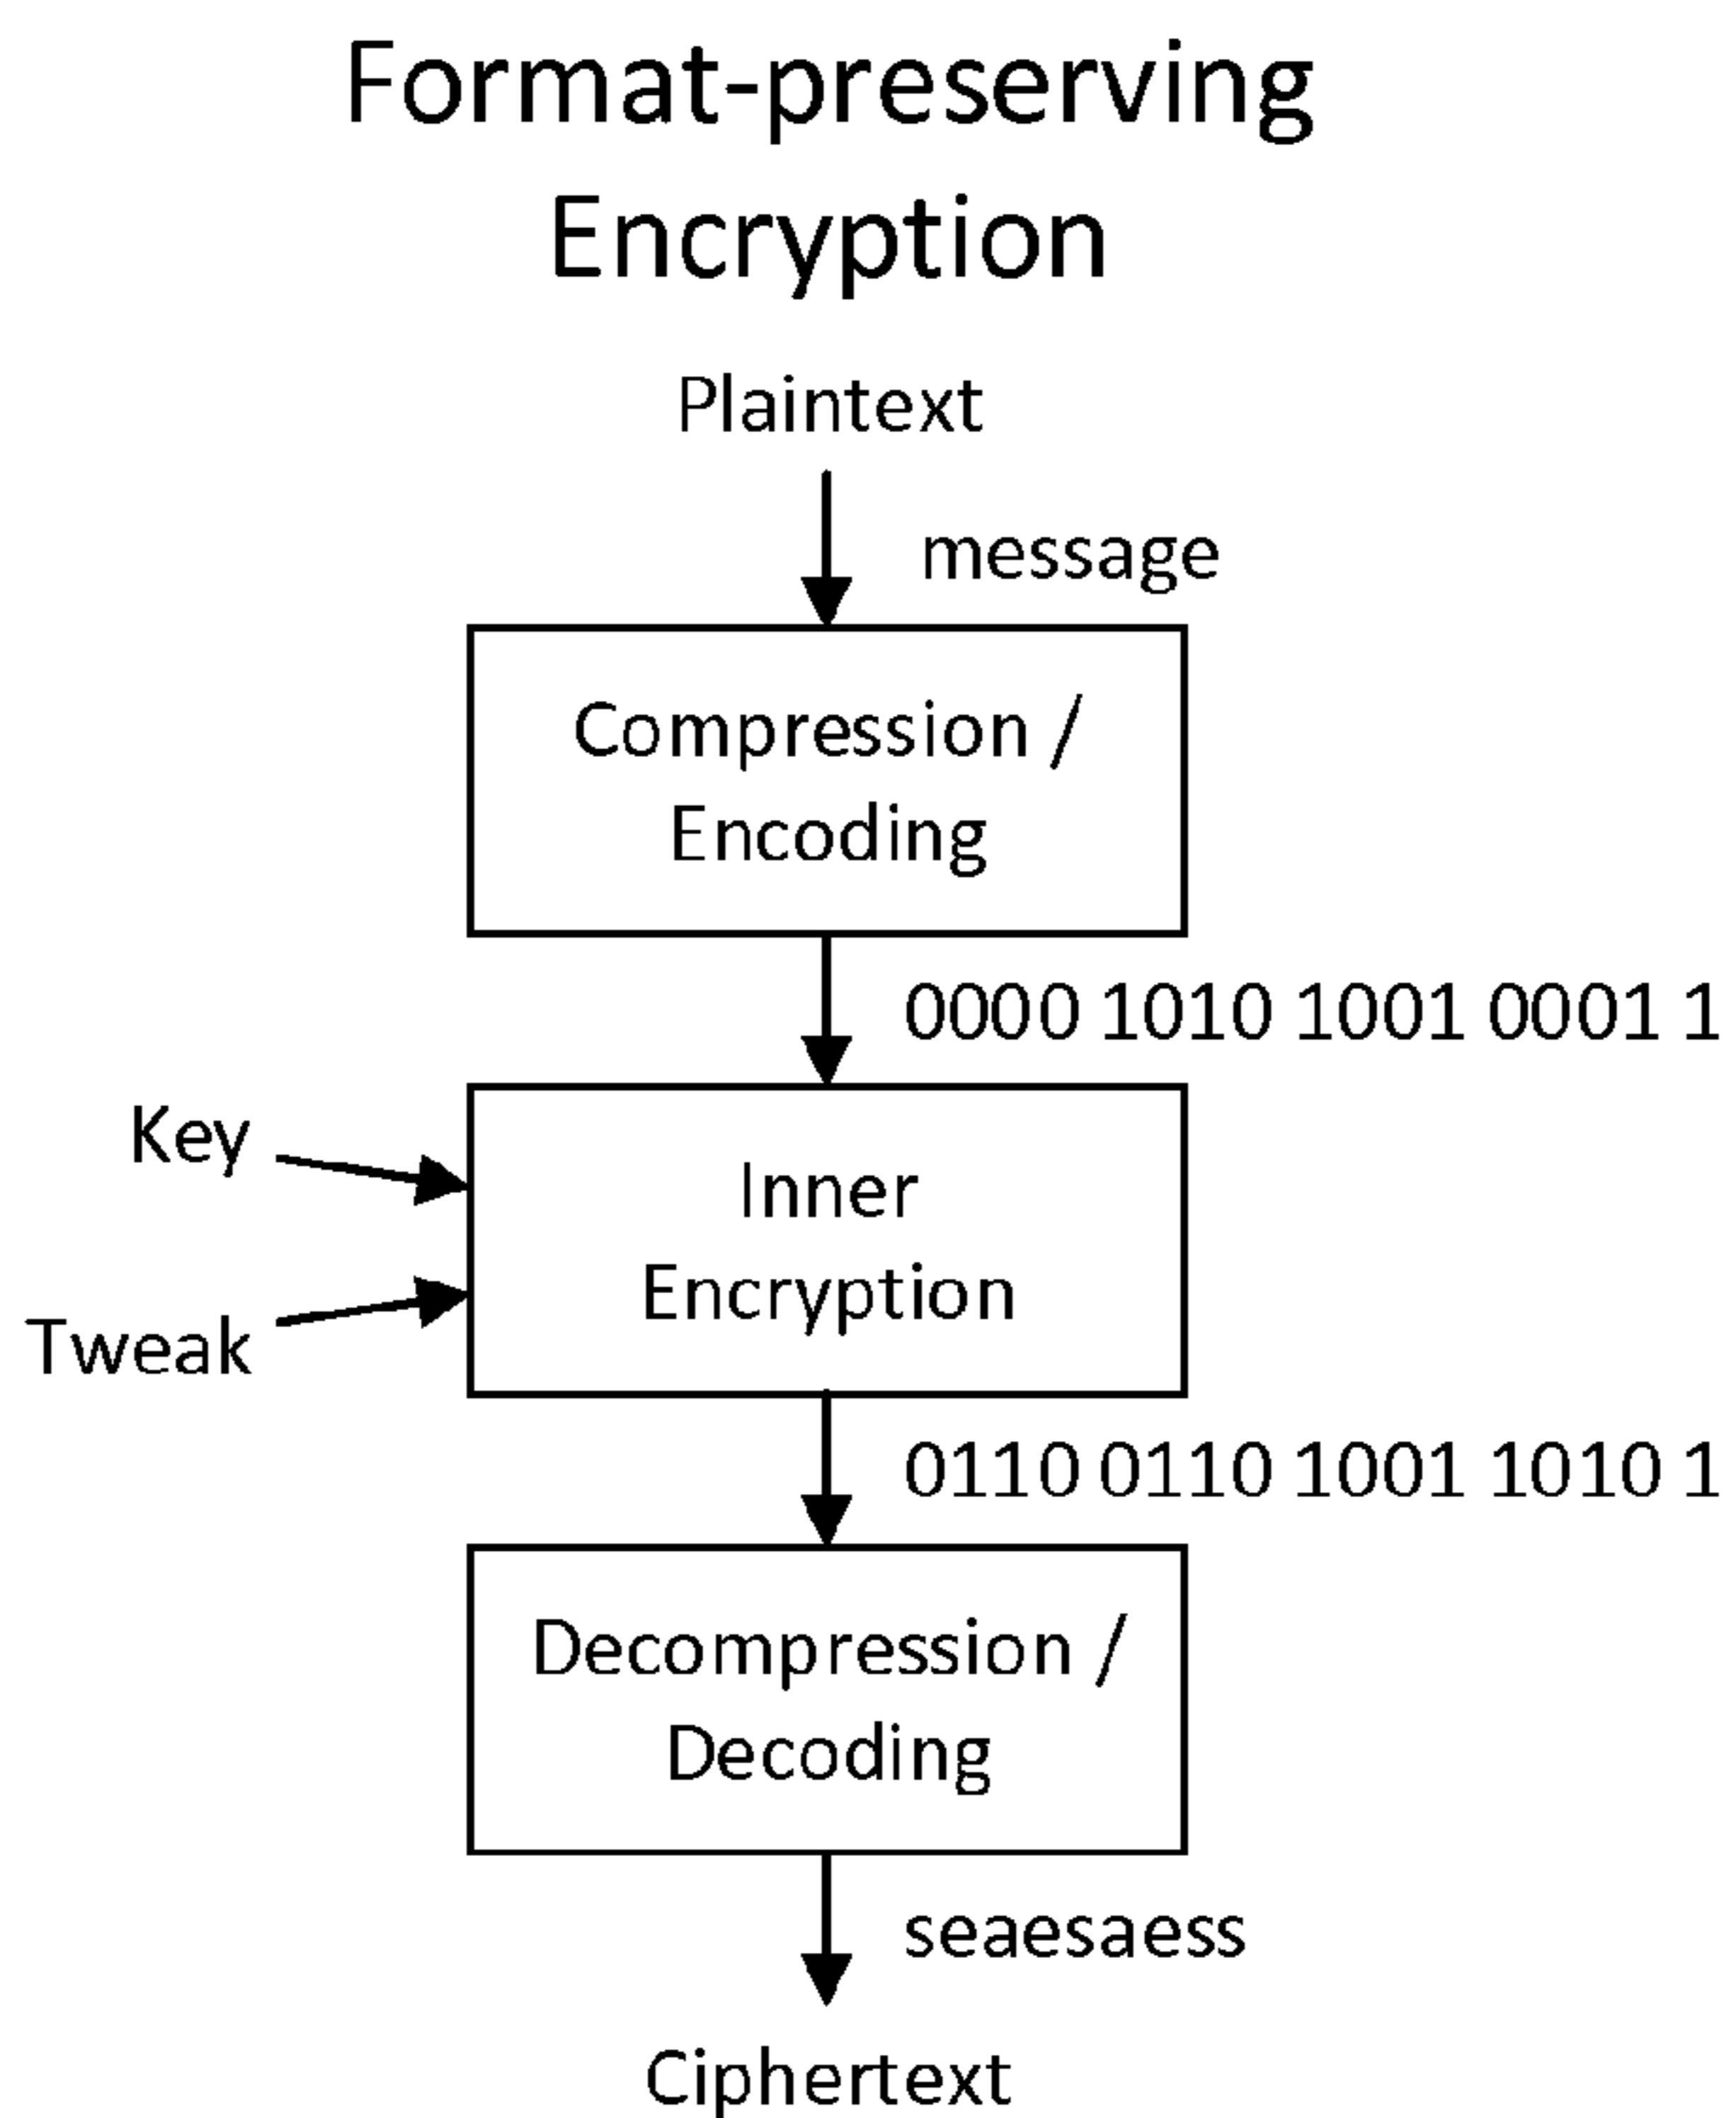 Format-preserving
Encryption
Plaintext
message
Compression /
Encoding
0000 1010 1001 0001 1
Key
Inner
Encryption
Tweak
0110 0110 1001 1010 1
Decompression /
Decoding
seaesaess
Ciphertext